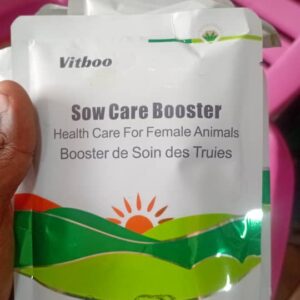 Vitboo
Sow Care Booster
Health Care For Female Animals
Booster de Soin des Truies